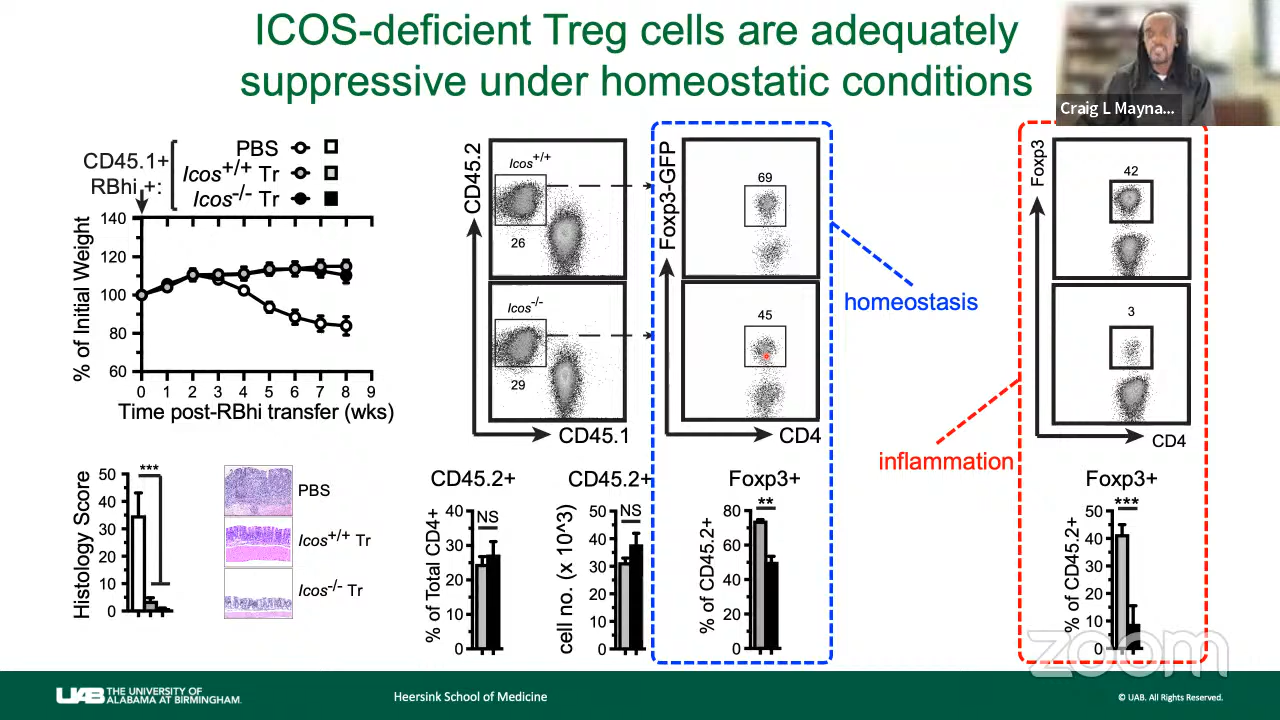 ICOS-deficient Treg cells are adequately
suppressive under homeostatic conditions
Craig L Mayna...
CD45.1+
RBhi +:
PBS
Icos+/+ Tr
Icos-/- Tr
% of Initial Weight
140
120
100
80
60
0 1 2 3 4 5 6 7 8 9
Time post-RBhi transfer (wks)
CD45.2
Icos+/+
26
Icos-/-
29
CD45.1
Foxp3-GFP
69
45
CD4
homeostasis
inflammation
Foxp3
42
3
CD4
Histology Score
50
40
30
20
10
0
***
PBS
Icos+/+ Tr
Icos-/- Tr
CD45.2+
% of Total CD4+
40
30
20
10
0
NS
CD45.2+
cell no. (x 10^3)
50
40
30
20
10
0
NS
Foxp3+
% of CD45.2+
80
60
40
20
0
**
Foxp3+
% of CD45.2+
50
40
30
20
10
0
***
zoom
UAB THE UNIVERSITY OF
ALABAMA AT BIRMINGHAM.
Heersink School of Medicine
© UAB. All Rights Reserved.